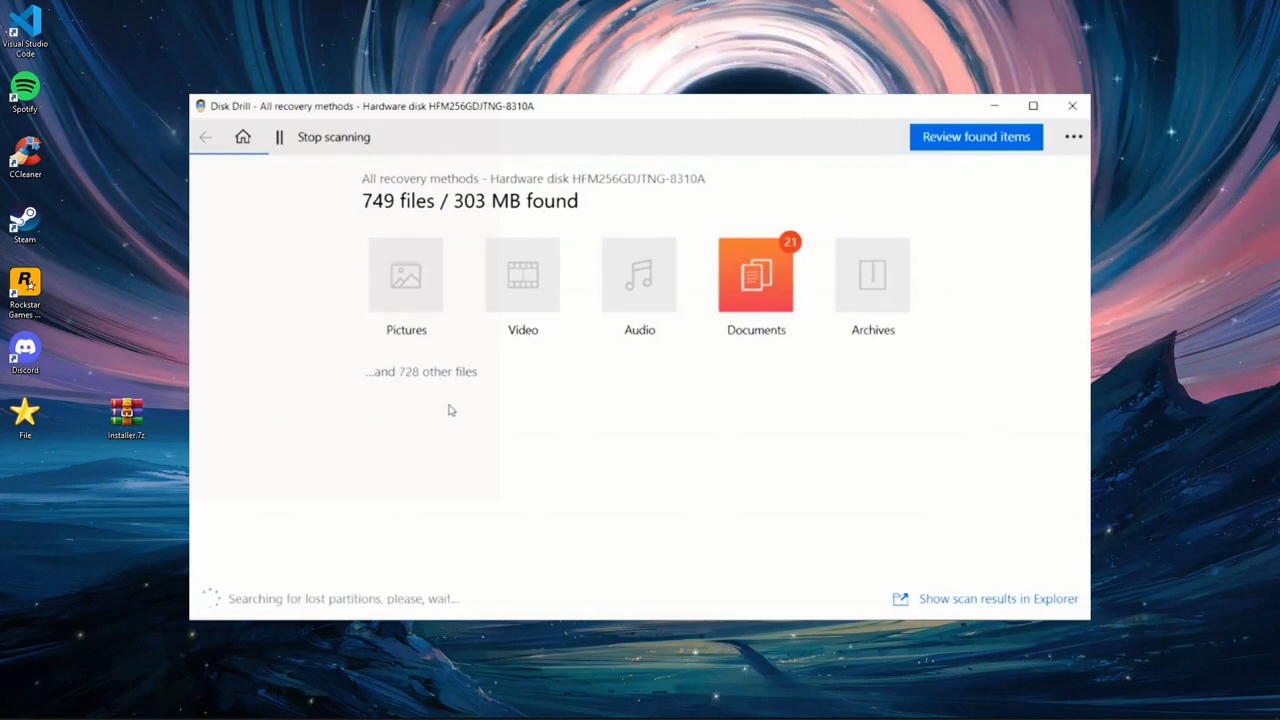 Visual Studio
Code
Spotify
CCleaner
Steam
Rockstar
Games ...
Discord
File
Installer.7z
Disk Drill - All recovery methods - Hardware disk HFM256GDJTNG-8310A
Stop scanning
Review found items
All recovery methods - Hardware disk HFM256GDJTNG-8310A
749 files / 303 MB found
21
Pictures
Video
Audio
Documents
Archives
...and 728 other files
Searching for lost partitions, please, wait...
Show scan results in Explorer